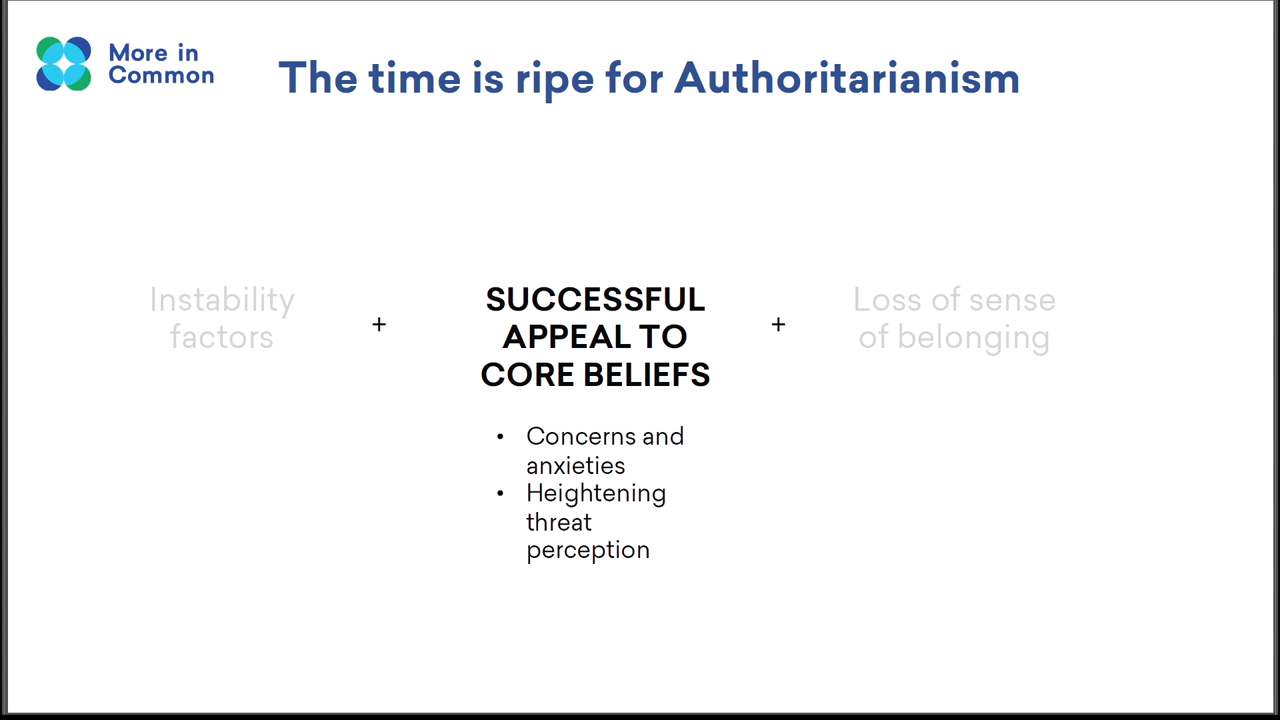 More in
Common
The time is ripe for Authoritarianism
Instability
factors
+
SUCCESSFUL
APPEAL TO
CORE BELIEFS
+
Loss of sense
of belonging
• Concerns and
anxieties
• Heightening
threat
perception